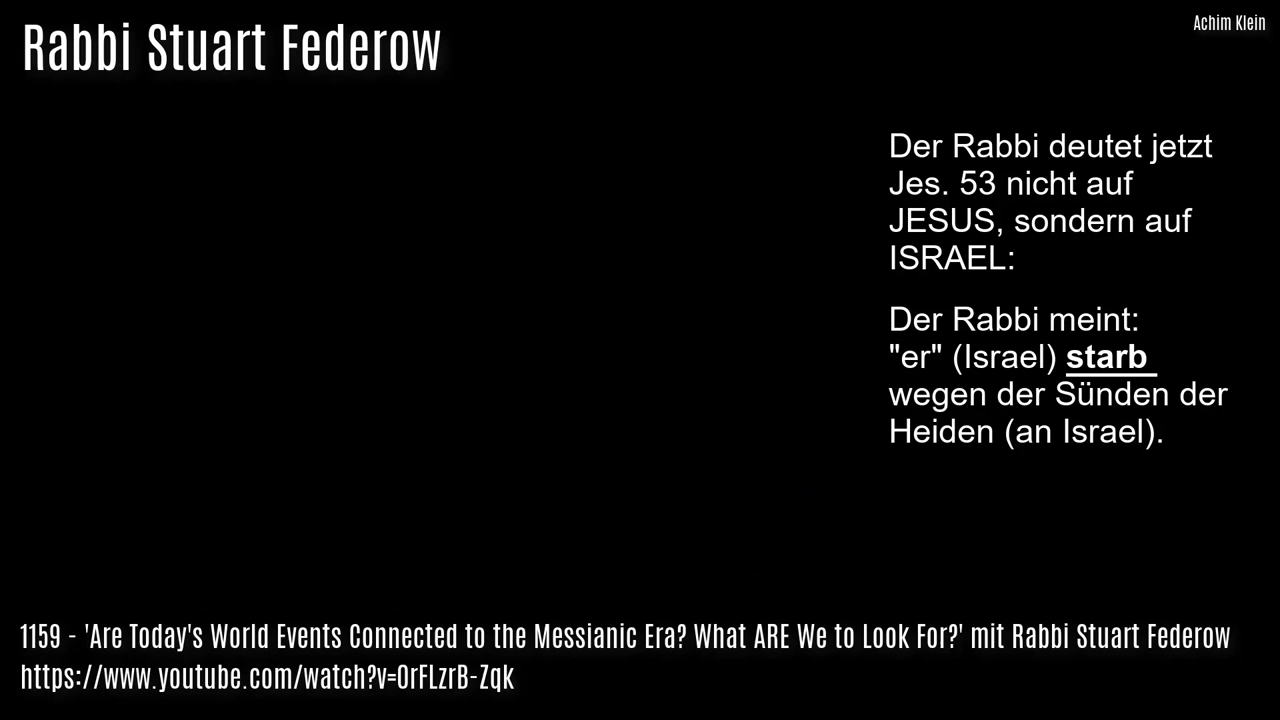 Rabbi Stuart Federow
Achim Klein
Der Rabbi deutet jetzt
Jes. 53 nicht auf
JESUS, sondern auf
ISRAEL:
Der Rabbi meint:
"er" (Israel) starb
wegen der Sünden der
Heiden (an Israel).
1159 - 'Are Today's World Events Connected to the Messianic Era? What ARE We to Look For?' mit Rabbi Stuart Federow
https://www.youtube.com/watch?v=0rFLzrB-Zqk